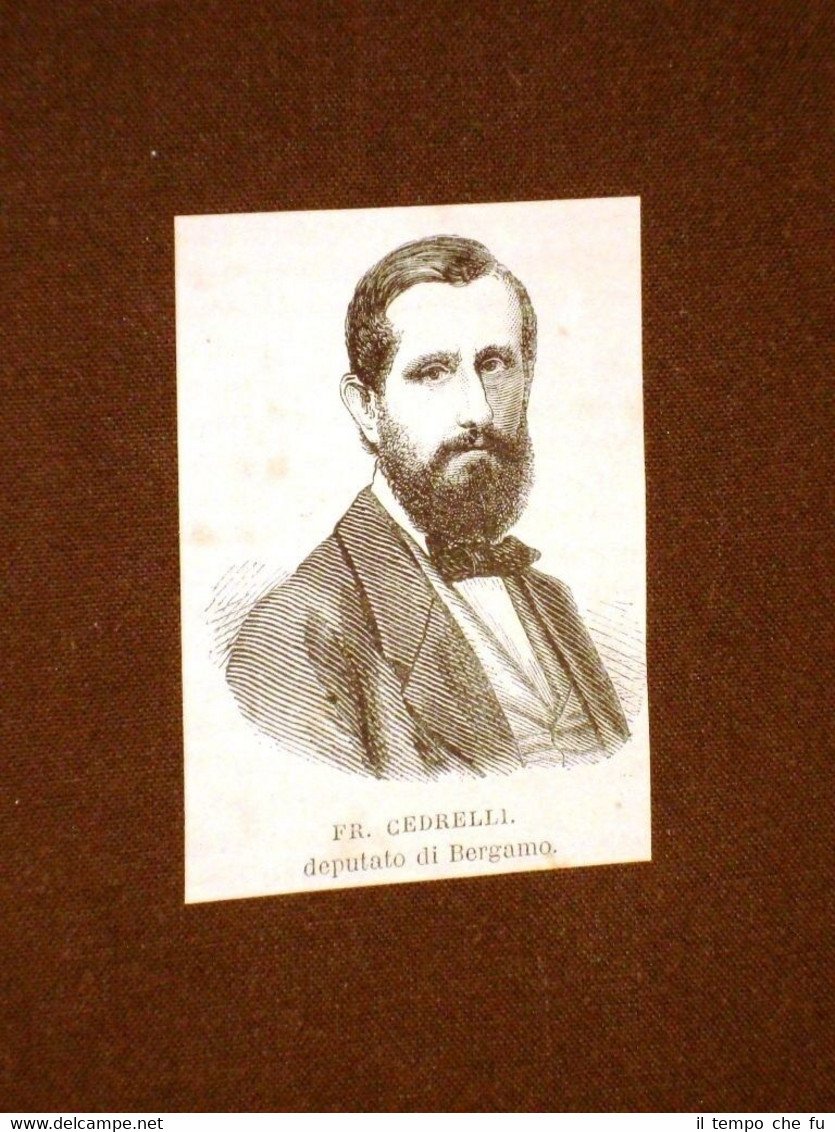 FR. CEDRELLI.
deputato di Bergamo.
www.delcampe.net
il tempo che fu